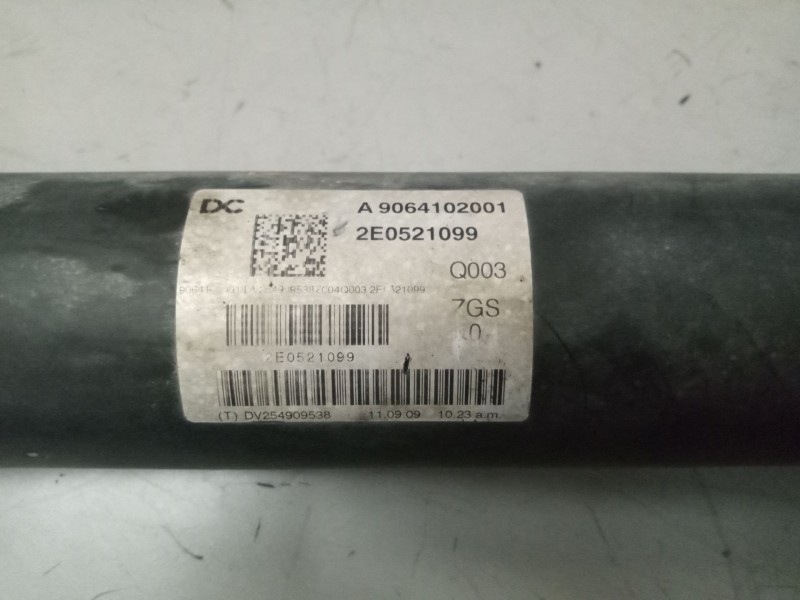 DC A 9064102001
2E0521099
Q003
ZGS
2E0521099
(T) DV254909538 11.09.09 10.23 a.m.